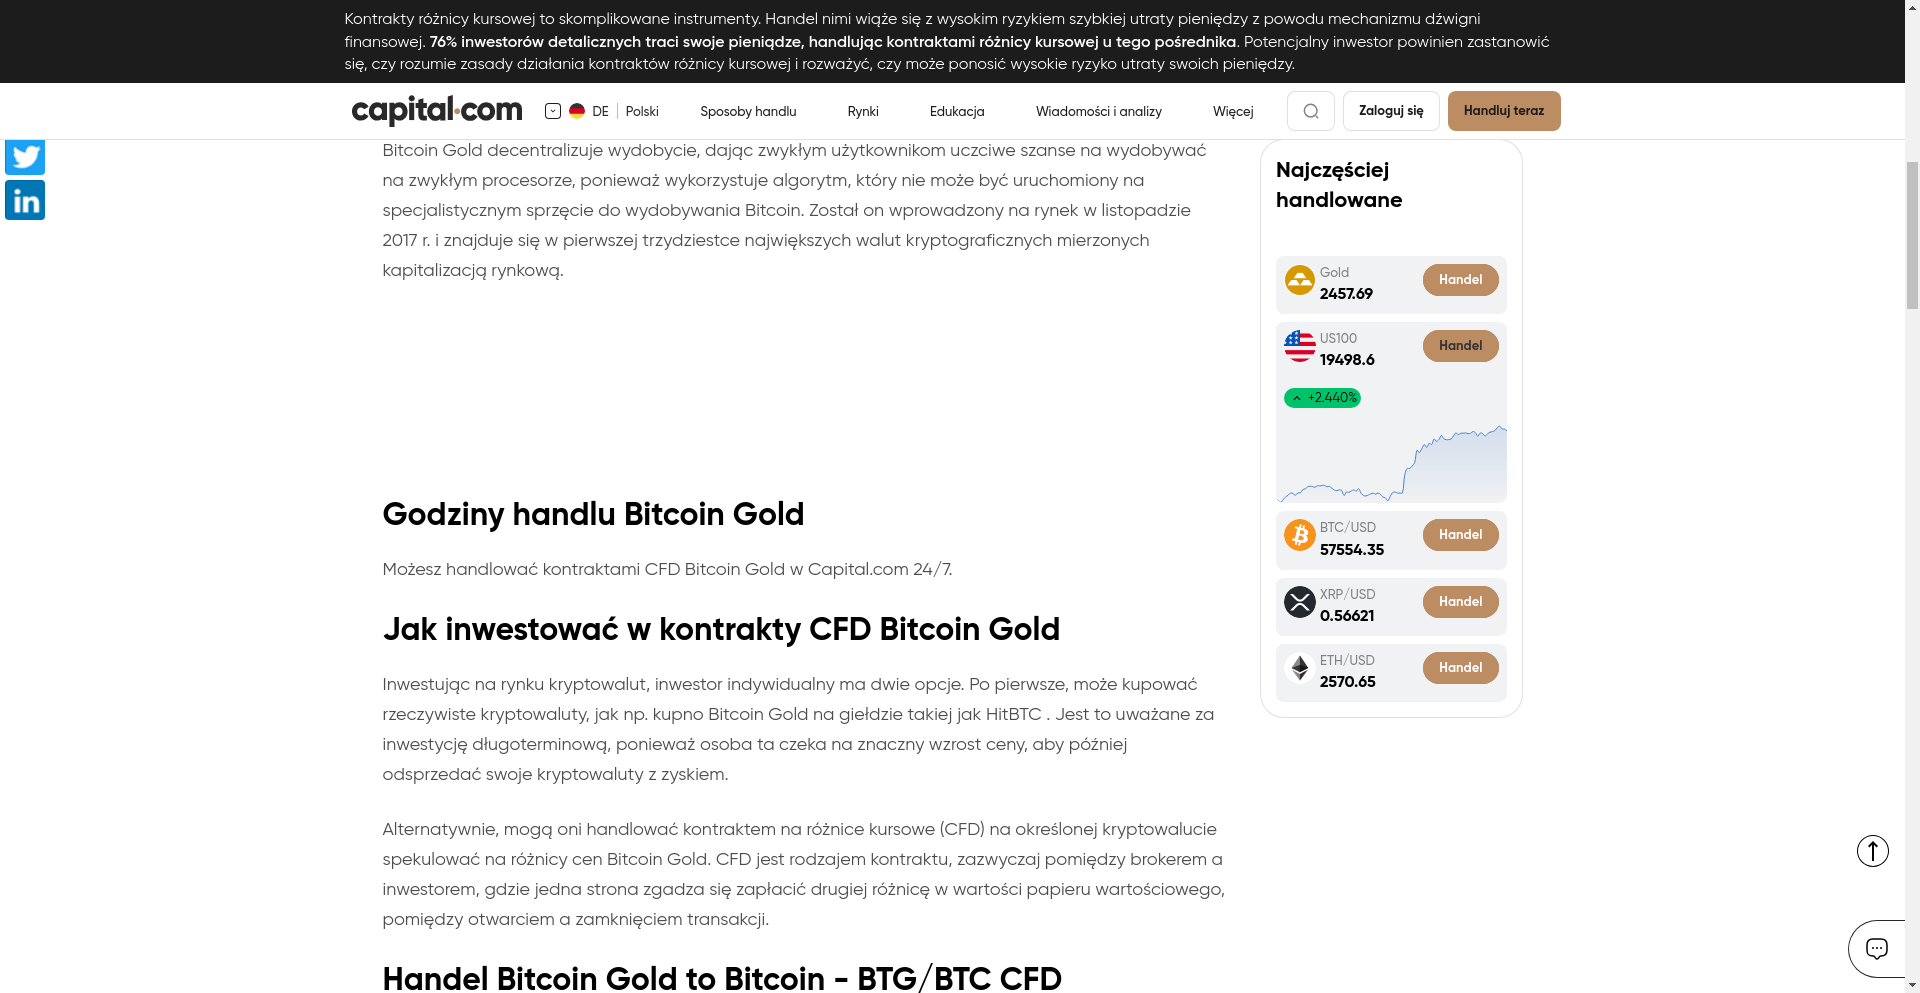 Kontrakty różnicy kursowej to skomplikowane instrumenty. Handel nimi wiąże się z wysokim ryzykiem szybkiej utraty pieniędzy z powodu mechanizmu dźwigni
finansowej. 76% inwestorów detalicznych traci swoje pieniądze, handlując kontraktami różnicy kursowej u tego pośrednika. Potencjalny inwestor powinien zastanowić
się, czy rozumie zasady działania kontraktów różnicy kursowej i rozważyć, czy może ponosić wysokie ryzyko utraty swoich pieniędzy.
capital.com DE Polski Sposoby handlu Rynki Edukacja Wiadomości i analizy Więcej Zaloguj się Handluj teraz
in
Bitcoin Gold decentralizuje wydobycie, dając zwykłym użytkownikom uczciwe szanse na wydobywać
na zwykłym procesorze, ponieważ wykorzystuje algorytm, który nie może być uruchomiony na
specjalistycznym sprzęcie do wydobywania Bitcoin. Został on wprowadzony na rynek w listopadzie
2017 r. i znajduje się w pierwszej trzydziestce największych walut kryptograficznych mierzonych
kapitalizacją rynkową.
Godziny handlu Bitcoin Gold
Możesz handlować kontraktami CFD Bitcoin Gold w Capital.com 24/7.
Jak inwestować w kontrakty CFD Bitcoin Gold
Inwestując na rynku kryptowalut, inwestor indywidualny ma dwie opcje. Po pierwsze, może kupować
rzeczywiste kryptowaluty, jak np. kupno Bitcoin Gold na giełdzie takiej jak HitBTC . Jest to uważane za
inwestycję długoterminową, ponieważ osoba ta czeka na znaczny wzrost ceny, aby później
odsprzedać swoje kryptowaluty z zyskiem.
Alternatywnie, mogą oni handlować kontraktem na różnice kursowe (CFD) na określonej kryptowalucie
spekulować na różnicy cen Bitcoin Gold. CFD jest rodzajem kontraktu, zazwyczaj pomiędzy brokerem a
inwestorem, gdzie jedna strona zgadza się zapłacić drugiej różnicę w wartości papieru wartościowego,
pomiędzy otwarciem a zamknięciem transakcji.
Handel Bitcoin Gold to Bitcoin - BTG/BTC CFD
Najczęściej
handlowane
Gold
2457.69
Handel
US100
19498.6
Handel
+2.440%
BTC/USD
57554.35
Handel
XRP/USD
0.56621
Handel
ETH/USD
2570.65
Handel